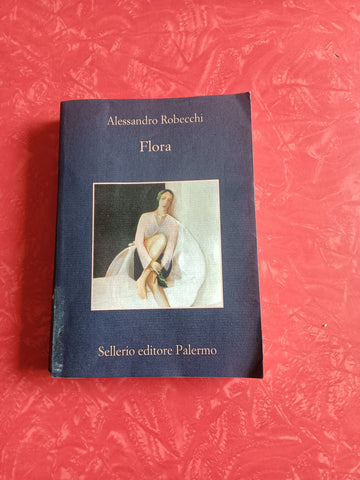 Alessandro Robecchi
Flora
Sellerio editore Palermo